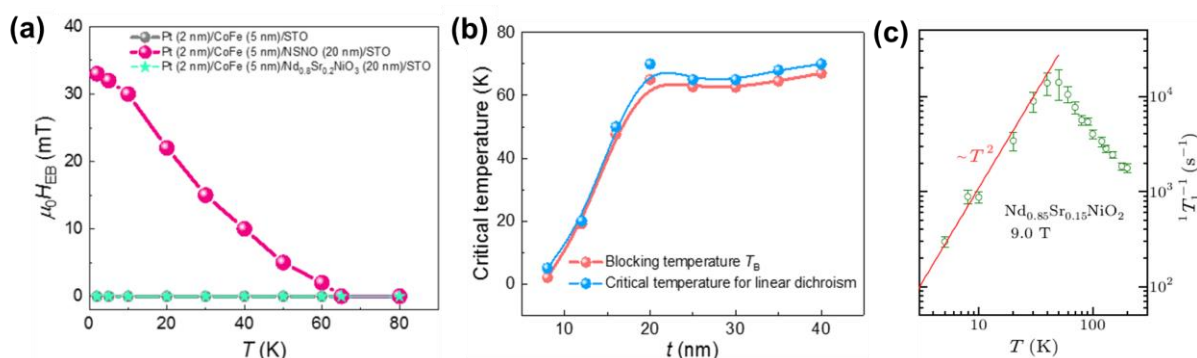 (a)
Pt (2 nm)/CoFe (5 nm)/STO
Pt (2 nm)/CoFe (5 nm)/NSNO (20 nm)/STO
Pt (2 nm)/CoFe (5 nm)/Nd₀.₈Sr₀.₂NiO₃ (20 nm)/STO
μ₀H_EB (mT)
40
30
20
10
0
0 10 20 30 40 50 60 70 80
T (K)
(b)
Critical temperature (K)
80
60
40
20
0
Blocking temperature T_B
Critical temperature for linear dichroism
10 20 30 40
t (nm)
(c)
~T²
Nd₀.₈₅Sr₀.₁₅NiO₂
9.0 T
10⁴
10³
10²
¹T₁⁻¹ (s⁻¹)
10 100
T (K)